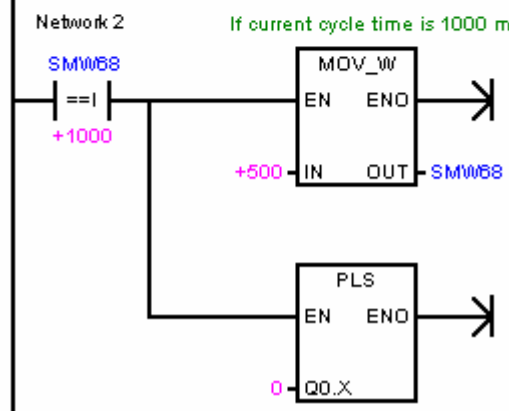 Network 2
If current cycle time is 1000 m
SMW68
==I
+1000
MOV_W
EN ENO
+500 IN OUT SMW68
PLS
EN ENO
0 Q0.X